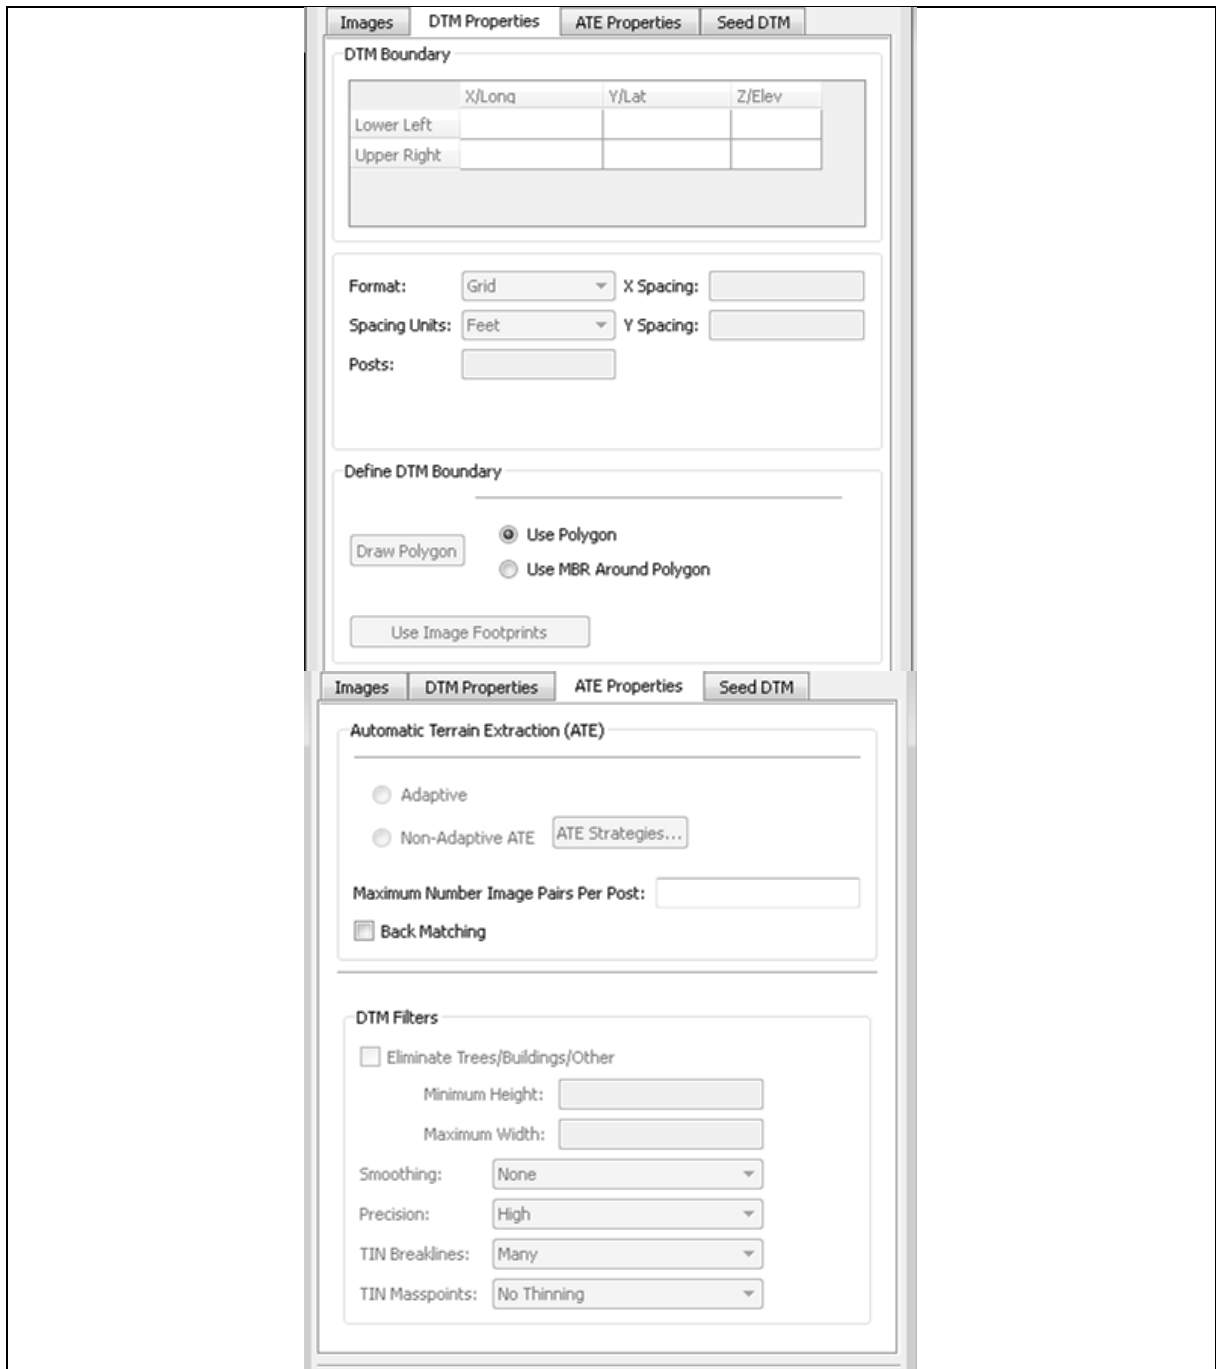 Images DTM Properties ATE Properties Seed DTM
DTM Boundary
X/Long Y/Lat Z/Elev
Lower Left
Upper Right
Format: Grid X Spacing:
Spacing Units: Feet Y Spacing:
Posts:
Define DTM Boundary
Use Polygon
Draw Polygon
Use MBR Around Polygon
Use Image Footprints
Images DTM Properties ATE Properties Seed DTM
Automatic Terrain Extraction (ATE)
Adaptive
Non-Adaptive ATE ATE Strategies...
Maximum Number Image Pairs Per Post:
Back Matching
DTM Filters
Eliminate Trees/Buildings/Other
Minimum Height:
Maximum Width:
Smoothing: None
Precision: High
TIN Breaklines: Many
TIN Masspoints: No Thinning